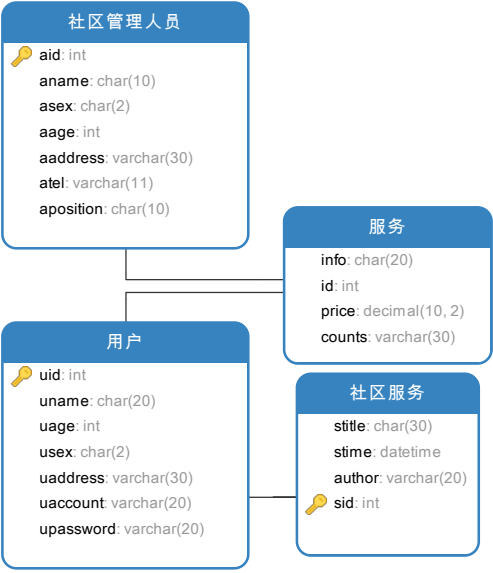 社区管理人员
aid: int
aname: char(10)
asex: char(2)
aage: int
aaddress: varchar(30)
atel: varchar(11)
aposition: char(10)
服务
info: char(20)
id: int
price: decimal(10, 2)
counts: varchar(30)
用户
uid: int
uname: char(20)
uage: int
usex: char(2)
uaddress: varchar(30)
uaccount: varchar(20)
upassword: varchar(20)
社区服务
stitle: char(30)
stime: datetime
author: varchar(20)
sid: int